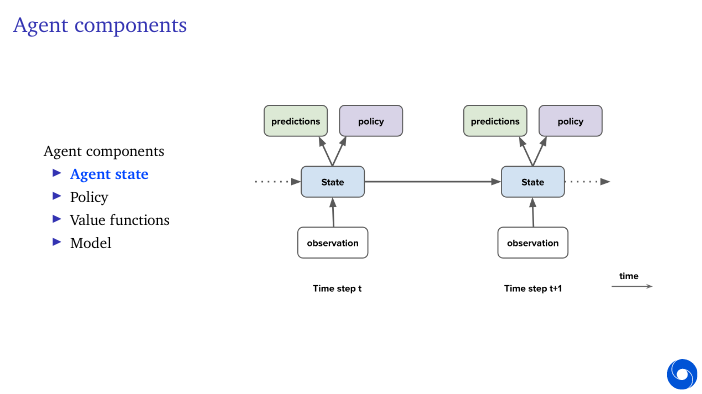 Agent components
Agent components
Agent state
Policy
Value functions
Model
predictions
policy
predictions
policy
State
State
observation
observation
Time step t
Time step t+1
time